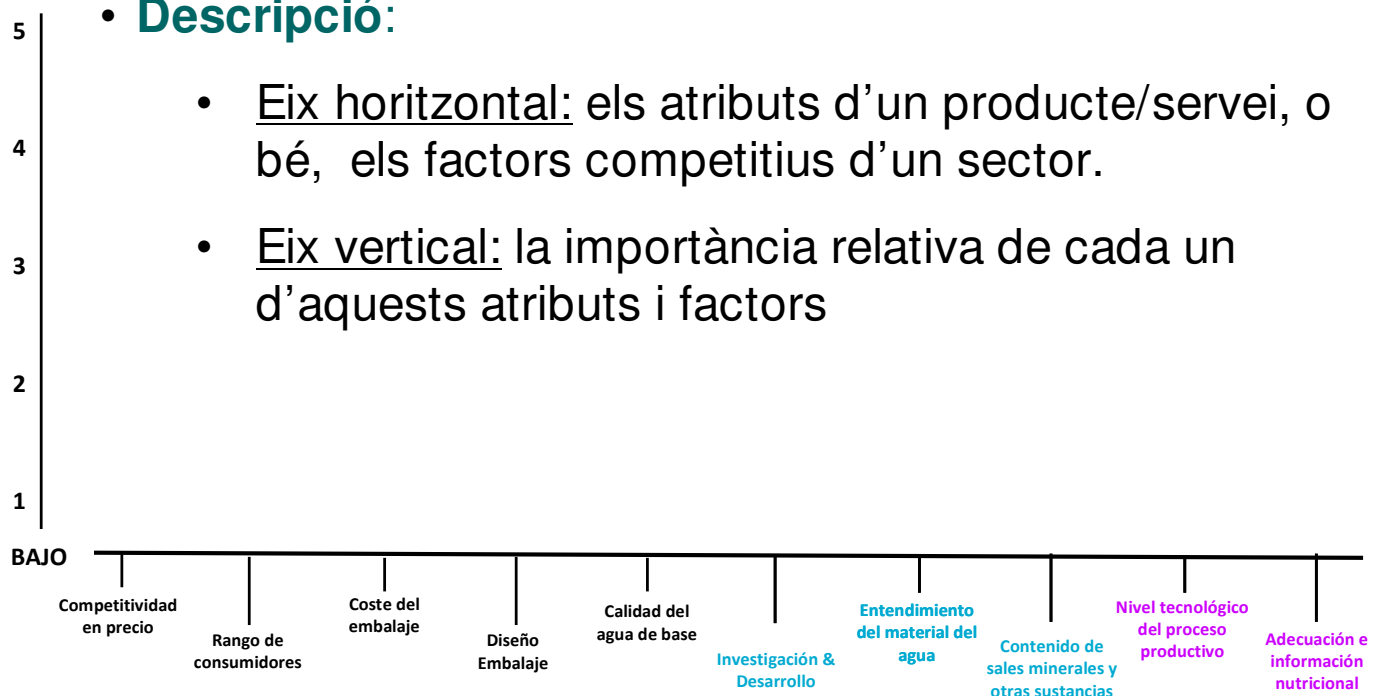 • Descripció:
• Eix horitzontal: els atributs d'un producte/servei, o
bé, els factors competitius d'un sector.
• Eix vertical: la importància relativa de cada un
d'aquests atributs i factors
5
4
3
2
1
BAJO
Competitividad
en precio
Rango de
consumidores
Coste del
embalaje
Diseño
Embalaje
Calidad del
agua de base
Investigación &
Desarrollo
Entendimiento
del material del
agua
Contenido de
sales minerales y
otras sustancias
Nivel tecnológico
del proceso
productivo
Adecuación e
información
nutricional